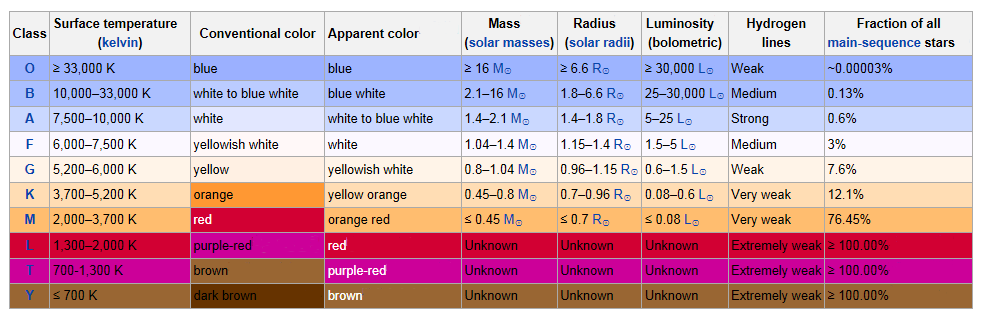 Class Surface temperature (kelvin) Conventional color Apparent color Mass (solar masses) Radius (solar radii) Luminosity (bolometric) Hydrogen lines Fraction of all main-sequence stars
O ≥ 33,000 K blue blue ≥ 16 M☉ ≥ 6.6 R☉ ≥ 30,000 L☉ Weak ~0.00003%
B 10,000–33,000 K white to blue white blue white 2.1–16 M☉ 1.8–6.6 R☉ 25–30,000 L☉ Medium 0.13%
A 7,500–10,000 K white white to blue white 1.4–2.1 M☉ 1.4–1.8 R☉ 5–25 L☉ Strong 0.6%
F 6,000–7,500 K yellowish white white 1.04–1.4 M☉ 1.15–1.4 R☉ 1.5–5 L☉ Medium 3%
G 5,200–6,000 K yellow yellowish white 0.8–1.04 M☉ 0.96–1.15 R☉ 0.6–1.5 L☉ Weak 7.6%
K 3,700–5,200 K orange yellow orange 0.45–0.8 M☉ 0.7–0.96 R☉ 0.08–0.6 L☉ Very weak 12.1%
M 2,000–3,700 K red orange red ≤ 0.45 M☉ ≤ 0.7 R☉ ≤ 0.08 L☉ Very weak 76.45%
L 1,300–2,000 K purple-red red Unknown Unknown Unknown Extremely weak ≥ 100.00%
T 700-1,300 K brown purple-red Unknown Unknown Unknown Extremely weak ≥ 100.00%
Y ≤ 700 K dark brown brown Unknown Unknown Unknown Extremely weak ≥ 100.00%